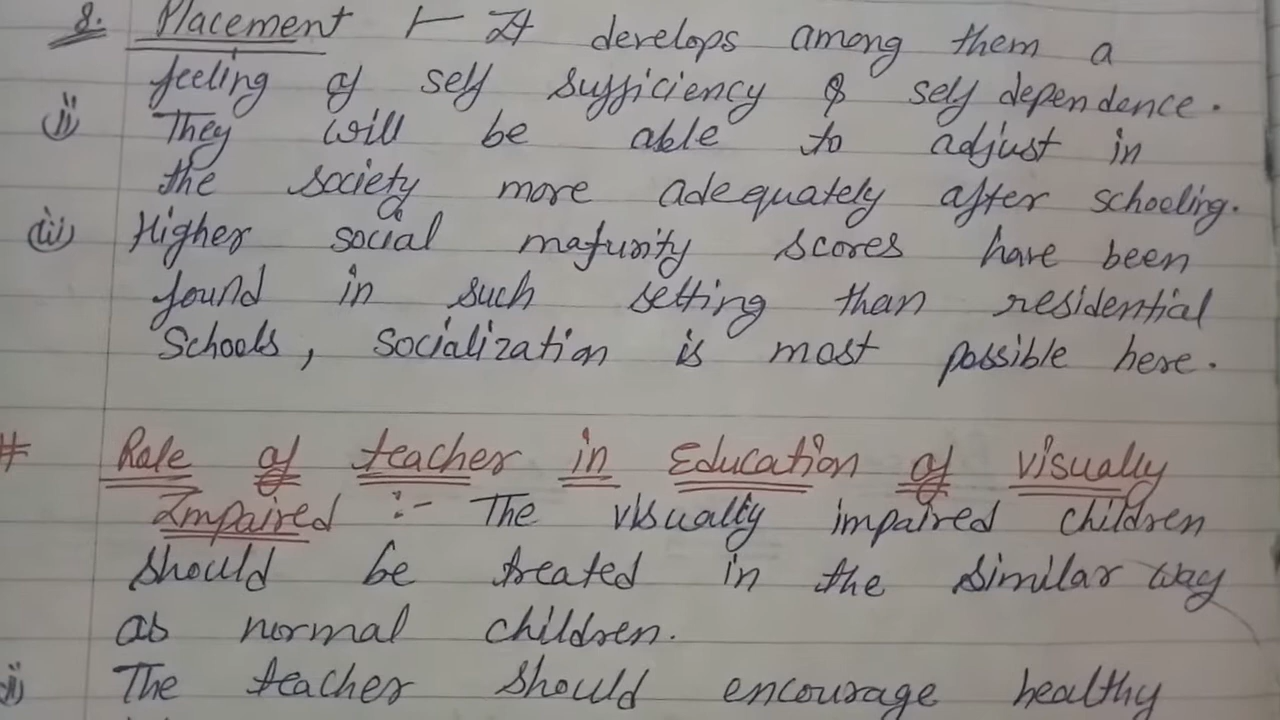 8. Placement :- It develops among them a
feeling of self sufficiency & self dependence.
ii) They will be able to adjust in
the society more adequately after schooling.
iii) Higher social maturity scores have been
found in such setting than residential
Schools, socialization is most possible here.
# Role of teacher in Education of visually
Impaired :- The visually impaired children
should be treated in the similar way
as normal children.
ii) The teacher should encourage healthy